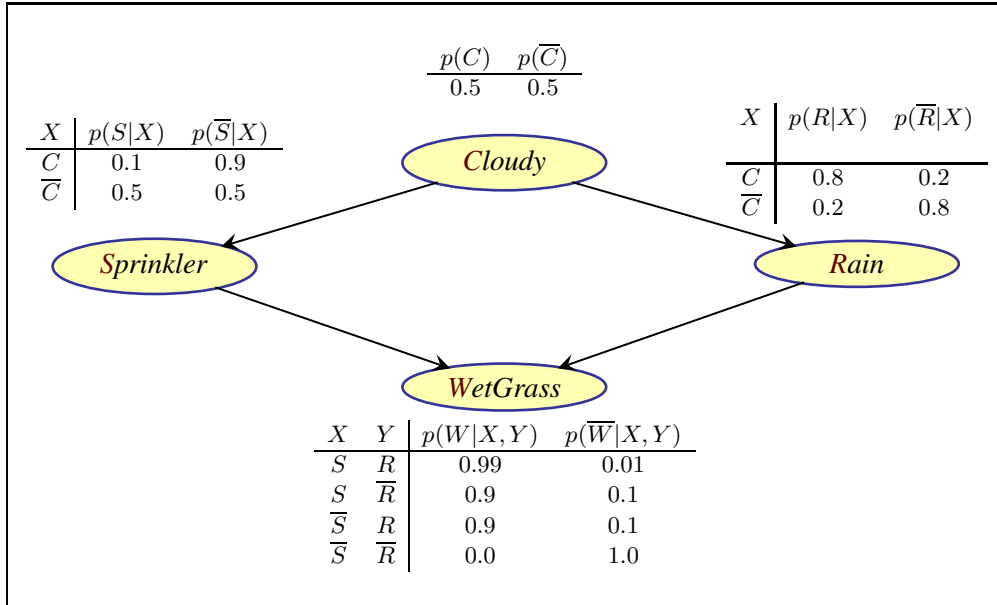 p(C) p(C̅)
0.5 0.5
X p(S|X) p(S̅|X)
C 0.1 0.9
C̅ 0.5 0.5
X p(R|X) p(R̅|X)
C 0.8 0.2
C̅ 0.2 0.8
Cloudy
Sprinkler
Rain
WetGrass
X Y p(W|X, Y) p(W̅|X, Y)
S R 0.99 0.01
S R̅ 0.9 0.1
S̅ R 0.9 0.1
S̅ R̅ 0.0 1.0